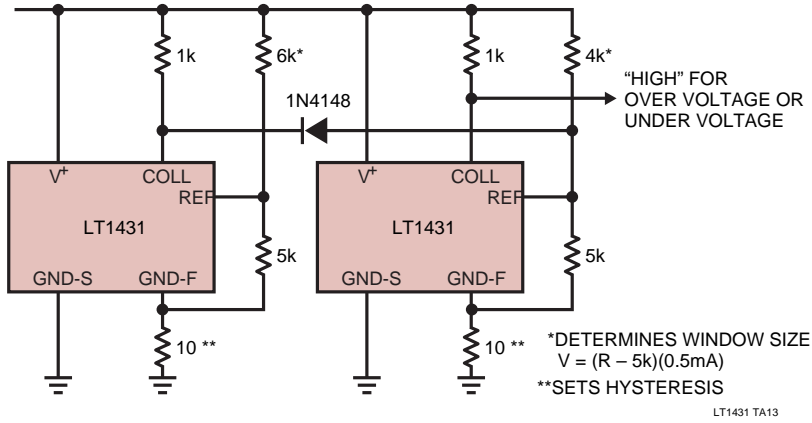 1k
6k*
1k
4k*
“HIGH” FOR
OVER VOLTAGE OR
UNDER VOLTAGE
1N4148
V+
COLL
REF
LT1431
GND-S
GND-F
5k
10 **
V+
COLL
REF
LT1431
GND-S
GND-F
5k
10 **
*DETERMINES WINDOW SIZE
V = (R – 5k)(0.5mA)
**SETS HYSTERESIS
LT1431 TA13